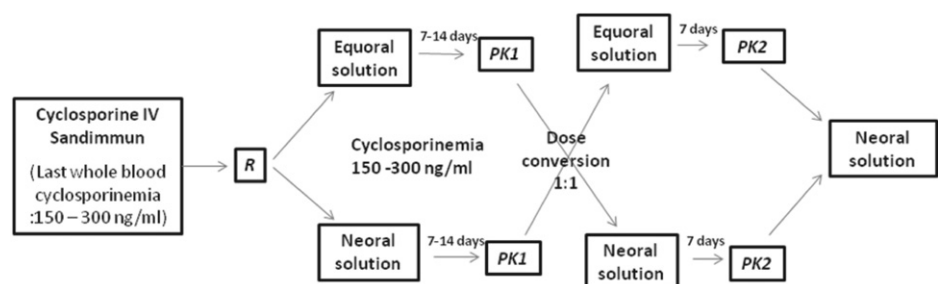 Cyclosporine IV
Sandimmun
(Last whole blood
cyclosporinemia
:150 – 300 ng/ml)
R
Equoral
solution
7-14 days
PK1
Neoral
solution
7-14 days
PK1
Cyclosporinemia
150 -300 ng/ml
Dose
conversion
1:1
Equoral
solution
7 days
PK2
Neoral
solution
7 days
PK2
Neoral
solution